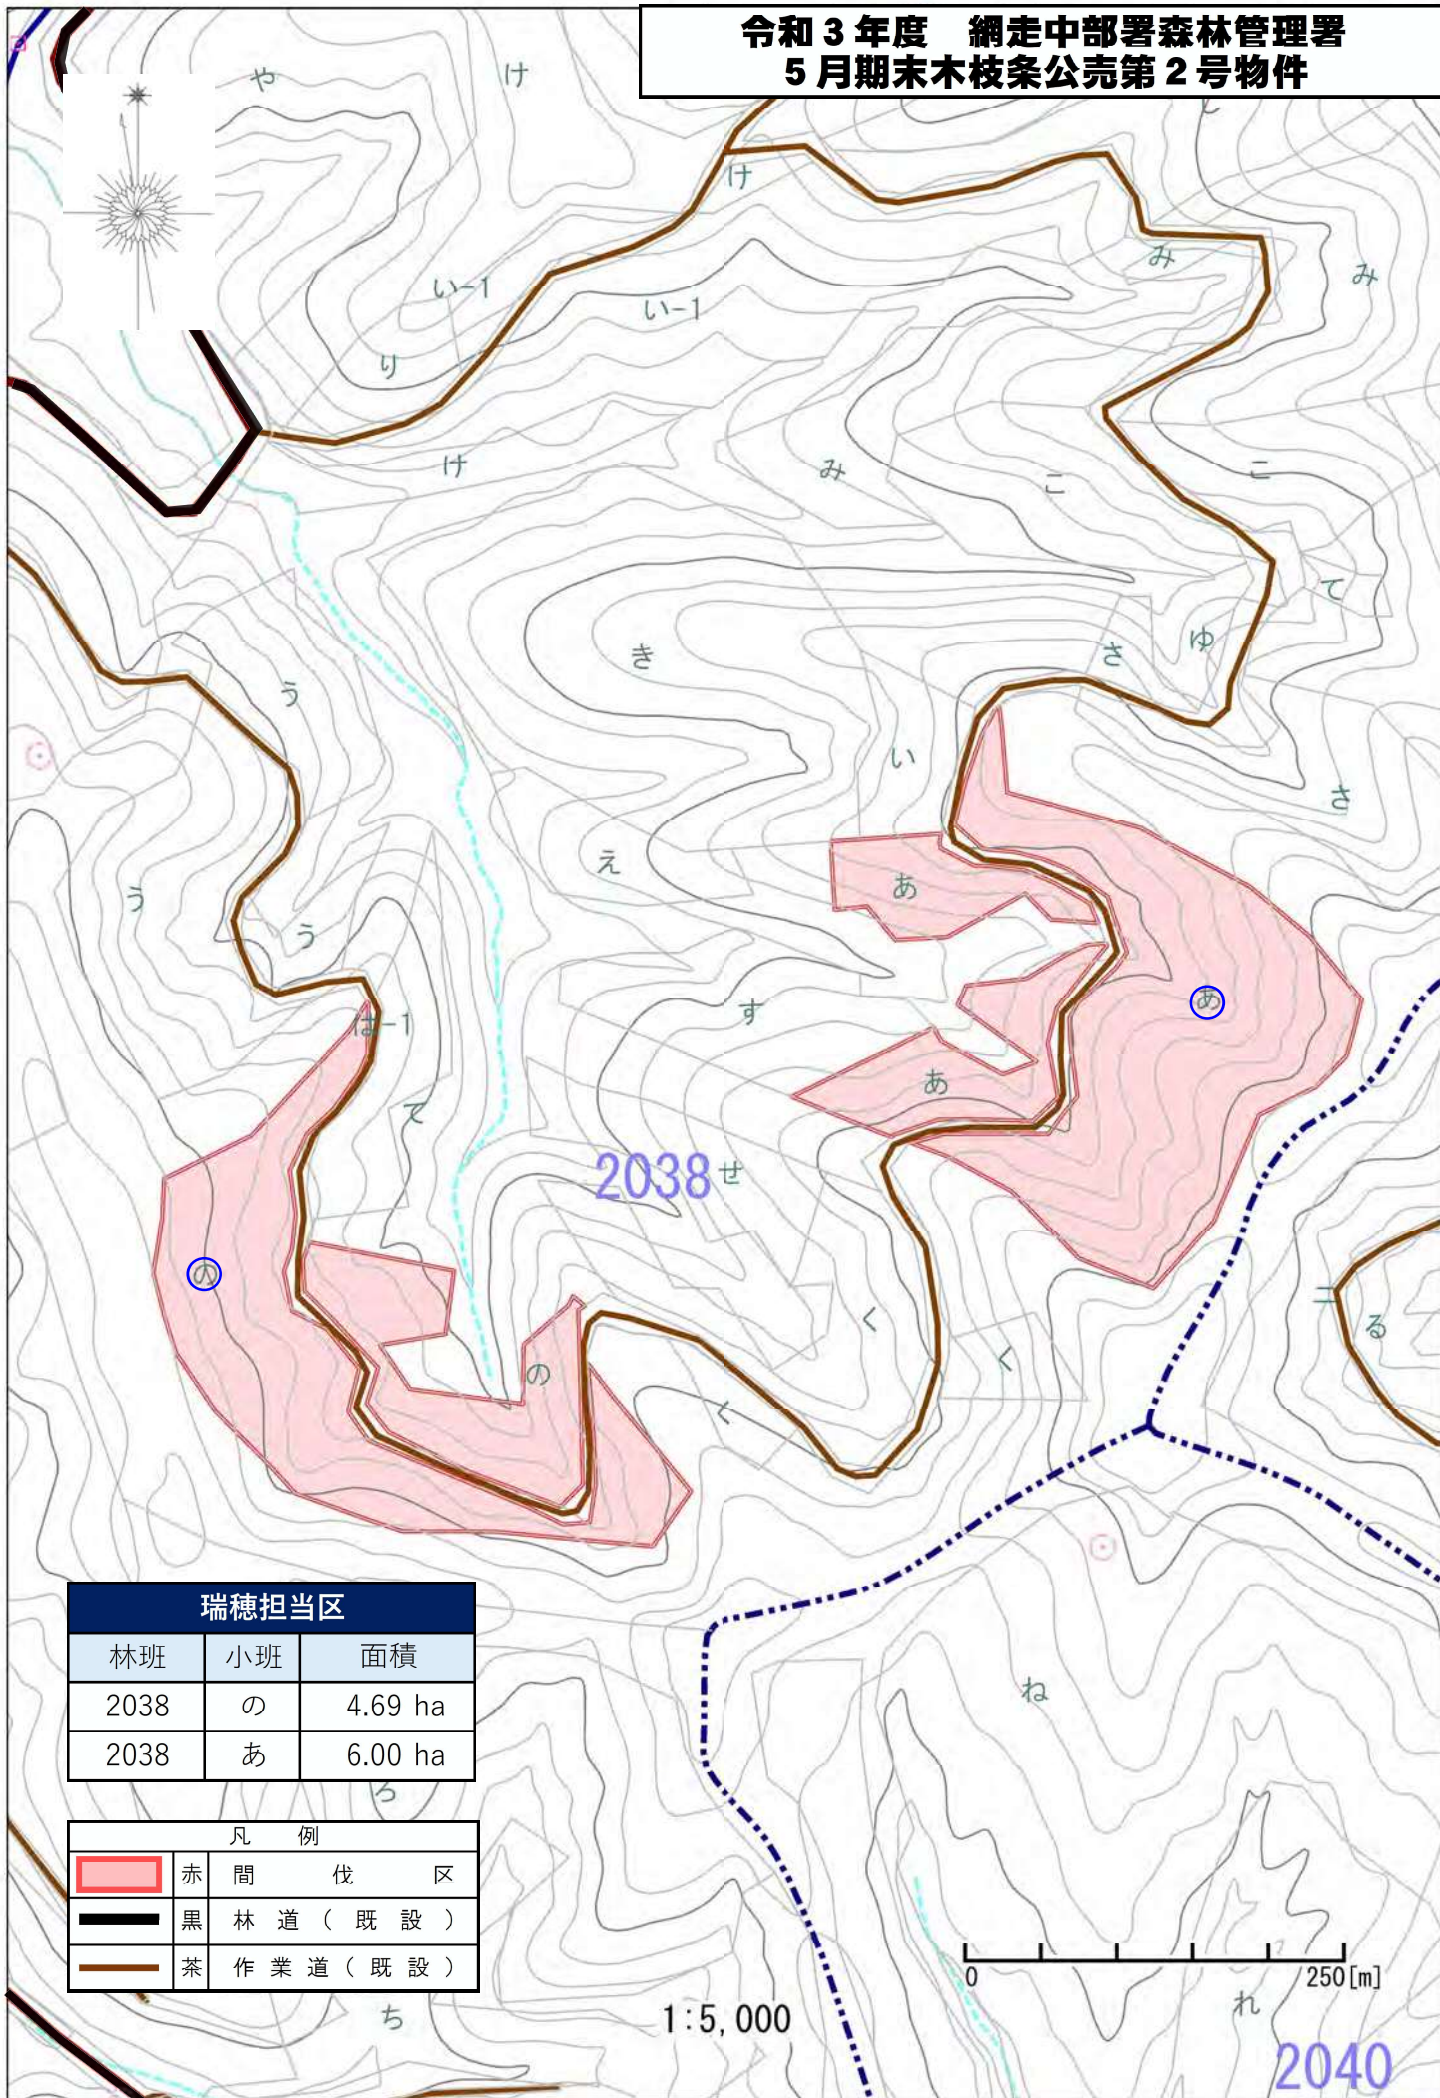 令和３年度　網走中部署森林管理署
５月期末木枝条公売第２号物件
や
け
け
み
み
い-1
い-1
り
け
み
こ
こ
て
き
さ
ゆ
う
い
さ
え
あ
う
う
あ
す
は-1
あ
て
2038
せ
の
ニ
る
く
く
の
く
瑞穂担当区
林班 小班 面積
2038 の 4.69 ha
2038 あ 6.00 ha
ね
ろ
凡　例
赤 間伐区
黒 林道（既設）
茶 作業道（既設）
0 250[m]
ち
1:5,000
れ
2040